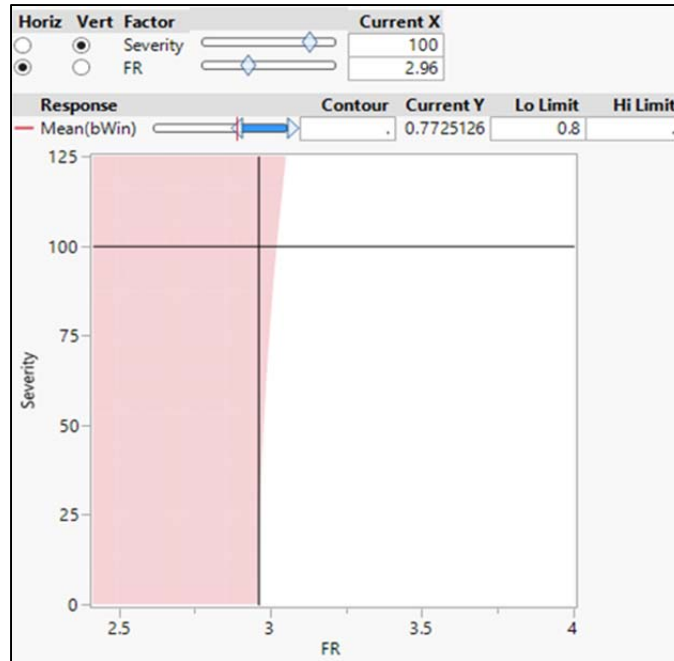 Horiz Vert Factor Current X
Severity 100
FR 2.96
Response Contour Current Y Lo Limit Hi Limit
Mean(bWin) . 0.7725126 0.8 .
125
100
75
50
25
0
Severity
2.5 3 3.5 4
FR